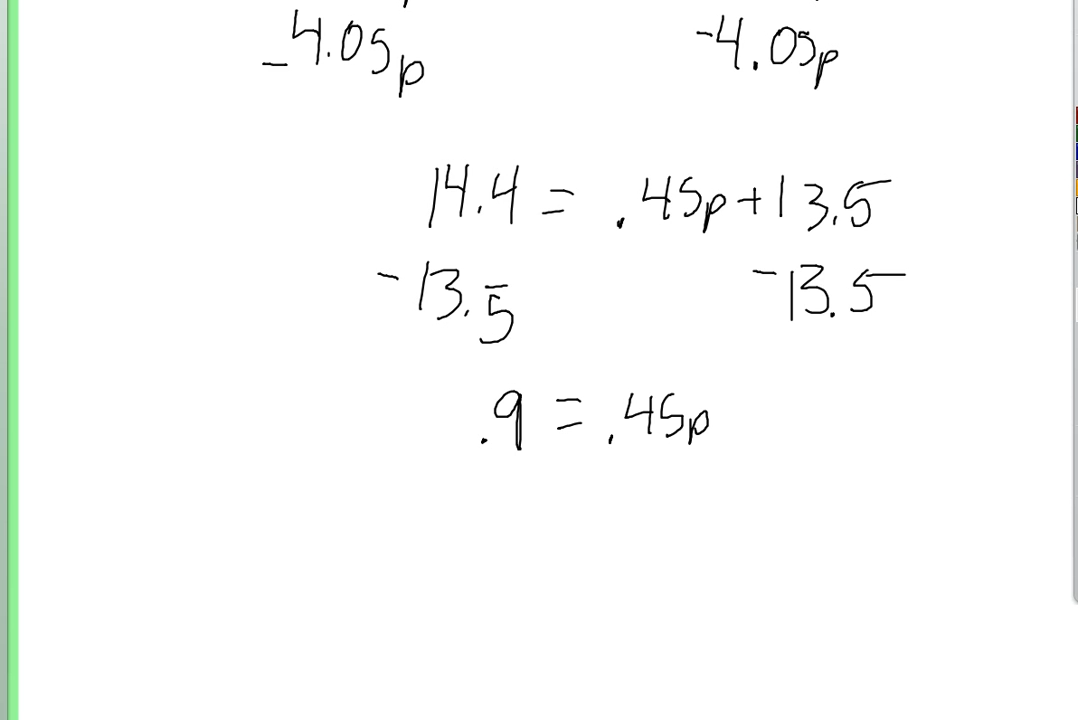 -4.05p -4.05p
14.4 = .45p+13.5
-13.5 -13.5
.9 = .45p